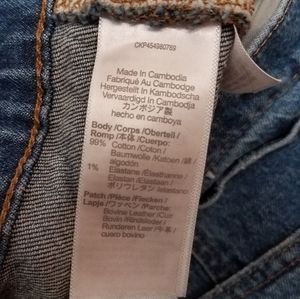 CKP454980769
Made In Cambodia
Fabriqué Au Cambodge
Hergestellt In Kambodscha
Vervaardigd In Cambodja
カンボジア製
hecho en camboya
Body/Corps/Oberteil/
Romp/本体/Cuerpo:
99% Cotton/Coton/
Baumwolle/Katoen/綿/
algodón
1% Elastane/Elasthanne/
Elastan/Elastaan/
ポリウレタン/elastano
Patch/Pièce/Flecken/
Lapje/ワッペン/Parche:
Bovine Leather/Cuir
Bovin/Rindsleder/
Runderen Leer/牛革/
cuero bovino